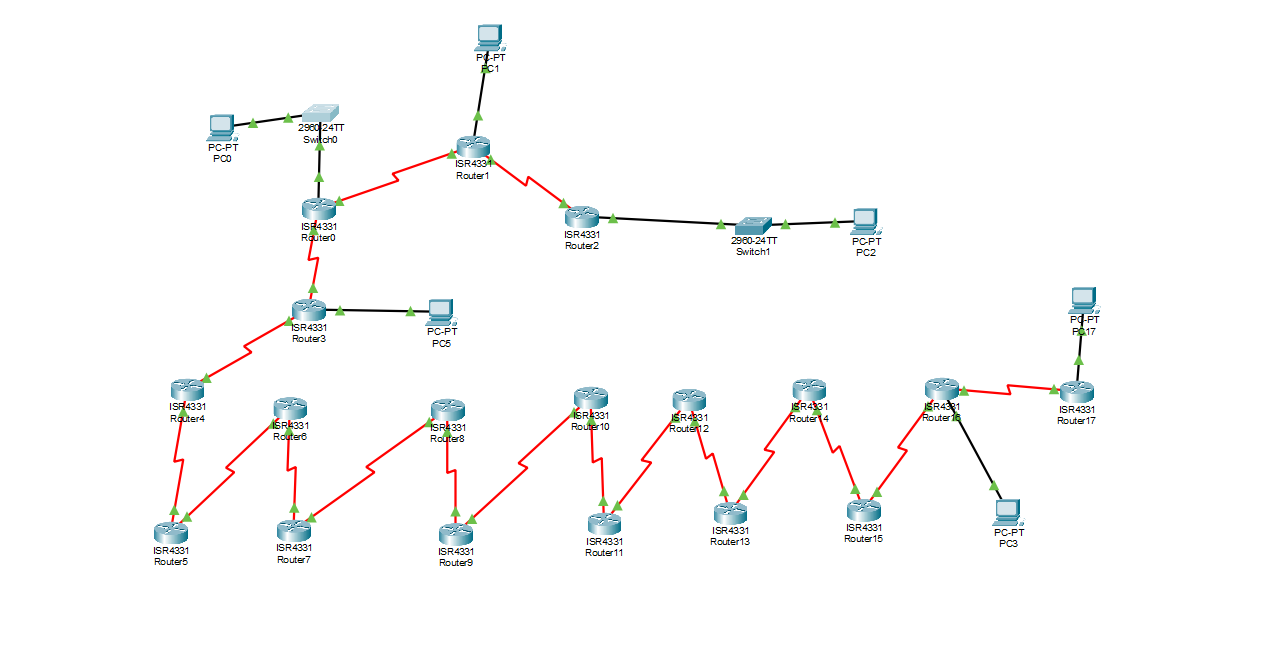 PC-PT
PC1
PC-PT
PC0
2960-24TT
Switch0
ISR4331
Router1
ISR4331
Router0
ISR4331
Router2
2960-24TT
Switch1
PC-PT
PC2
ISR4331
Router3
PC-PT
PC5
PC-PT
PC17
ISR4331
Router4
ISR4331
Router6
ISR4331
Router8
ISR4331
Router10
ISR4331
Router12
ISR4331
Router14
ISR4331
Router16
ISR4331
Router17
ISR4331
Router5
ISR4331
Router7
ISR4331
Router9
ISR4331
Router11
ISR4331
Router13
ISR4331
Router15
PC-PT
PC3